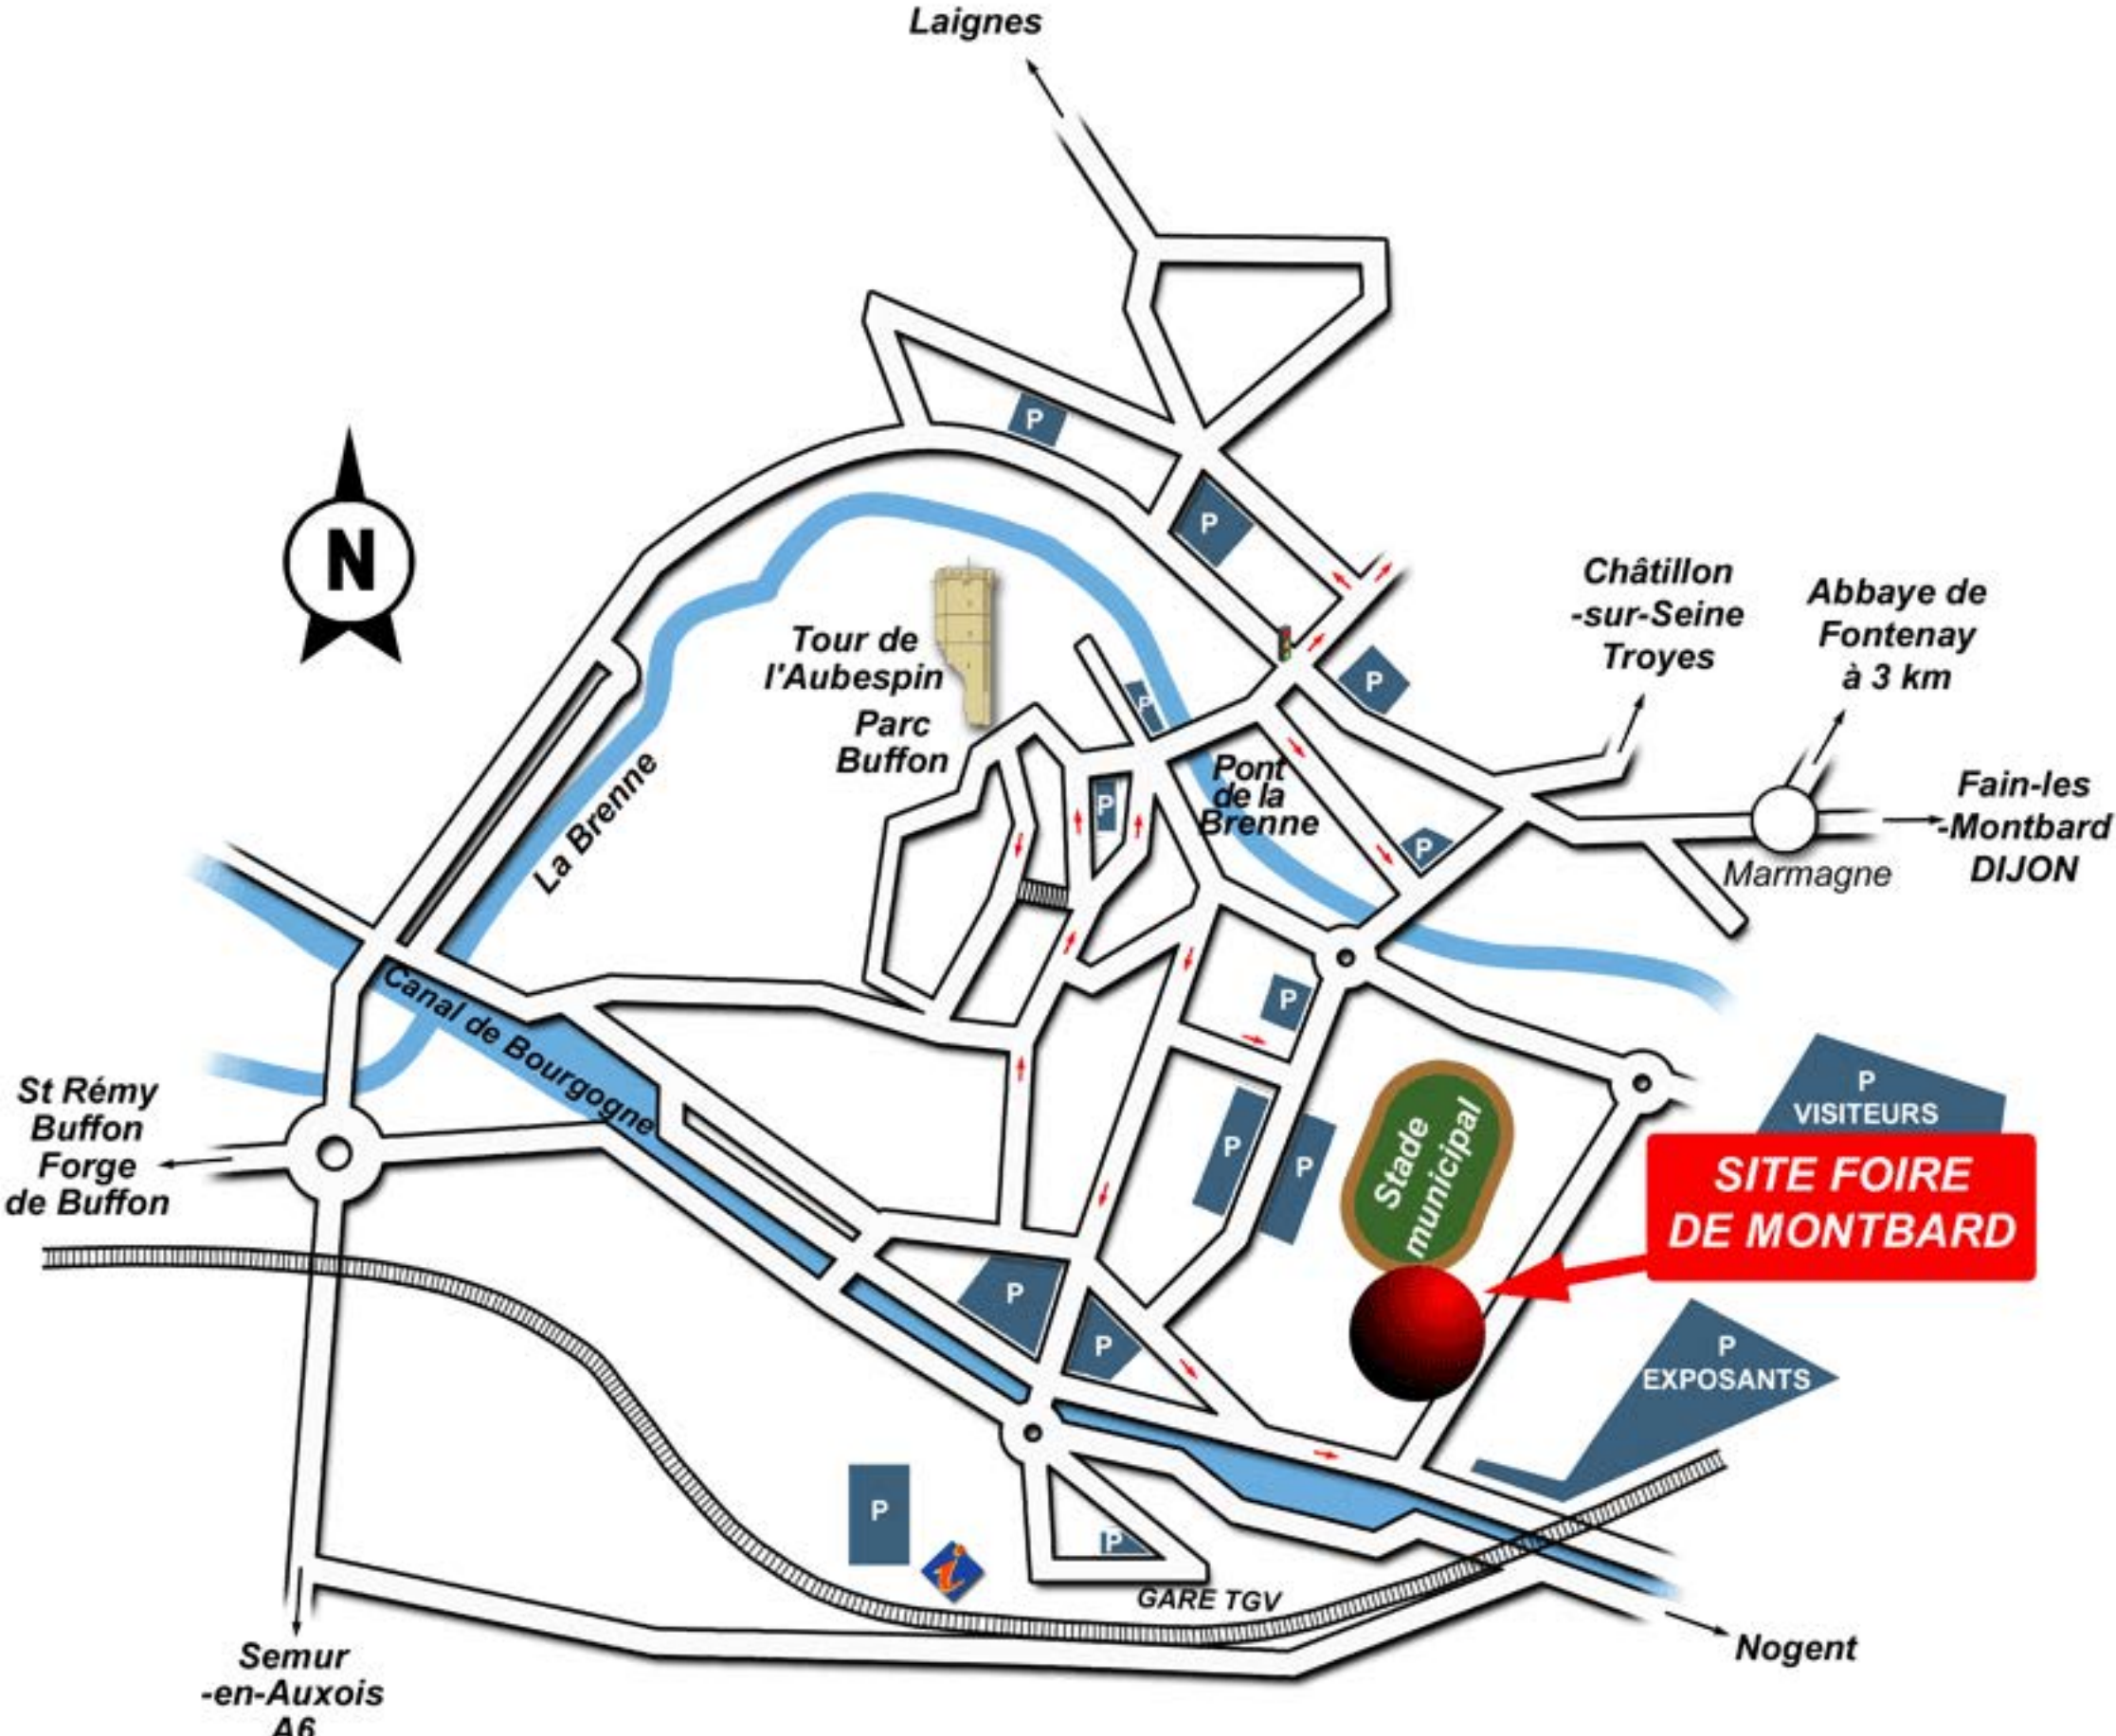 Laignes
P
N
P
Châtillon
-sur-Seine
Troyes
Abbaye de
Fontenay
à 3 km
Tour de
l'Aubespin
Parc
Buffon
P
P
La Brenne
Pont
de la
Brenne
P
P
Fain-les
-Montbard
DIJON
Marmagne
Canal de Bourgogne
P
St Rémy
Buffon
Forge
de Buffon
P
P
Stade
municipal
P
VISITEURS
SITE FOIRE
DE MONTBARD
P
P
P
EXPOSANTS
P
i
P
GARE TGV
Nogent
Semur
-en-Auxois
A6